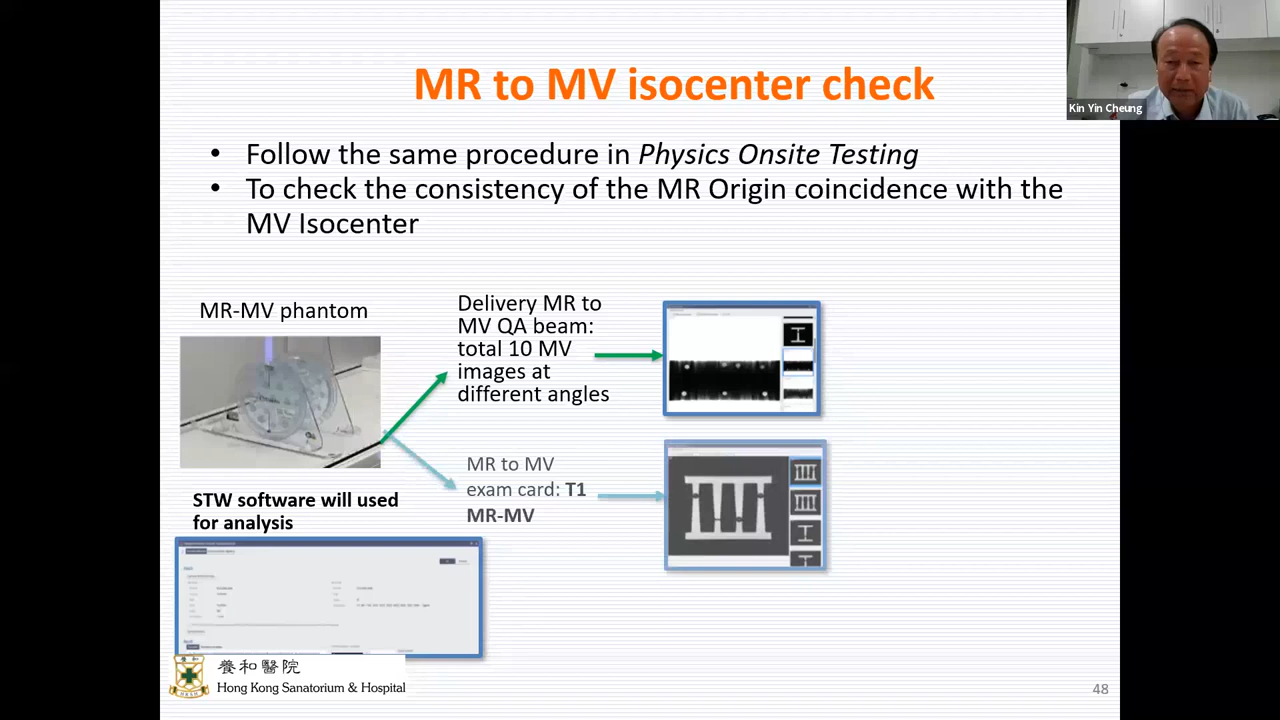 MR to MV isocenter check
Kin Yin Cheung
• Follow the same procedure in Physics Onsite Testing
• To check the consistency of the MR Origin coincidence with the
MV Isocenter
MR-MV phantom
Delivery MR to
MV QA beam:
total 10 MV
images at
different angles
MR to MV
exam card: T1
MR-MV
STW software will used
for analysis
養和醫院
Hong Kong Sanatorium & Hospital
48